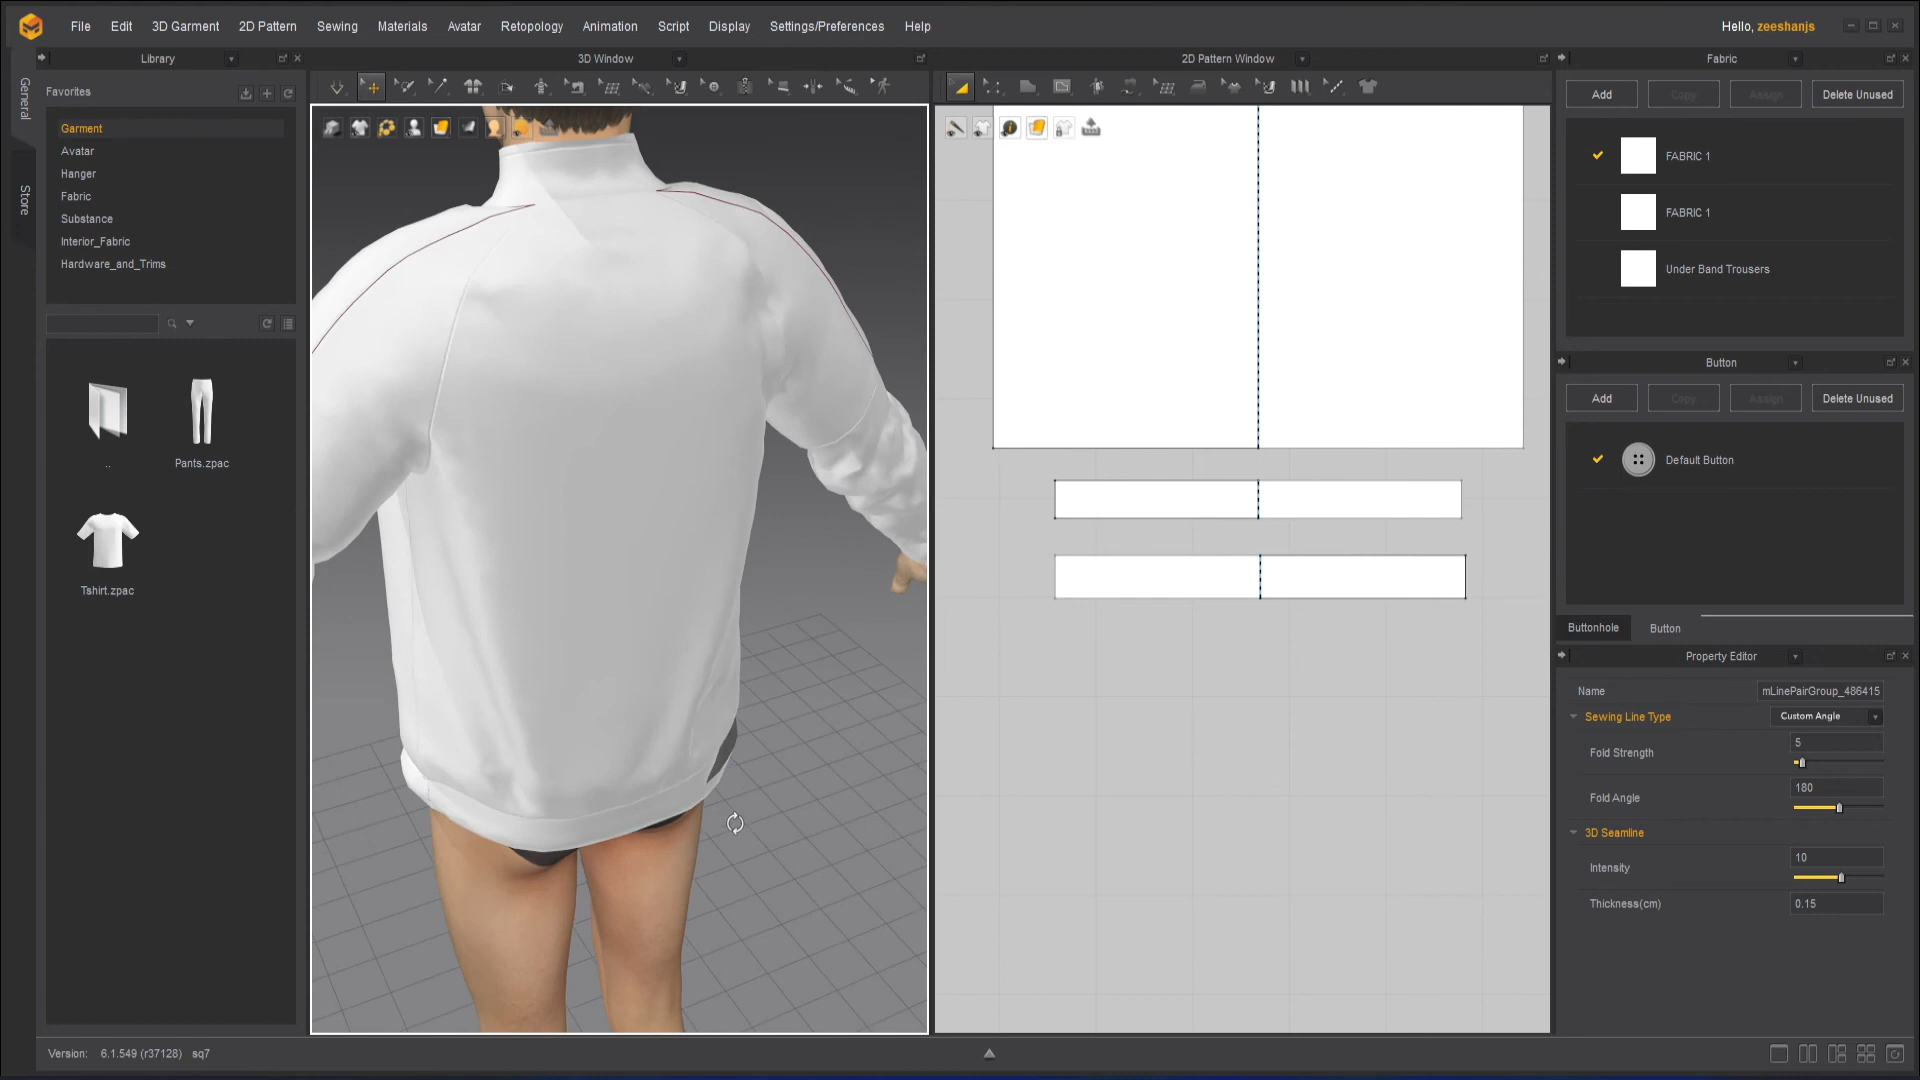 File Edit 3D Garment 2D Pattern Sewing Materials Avatar Retopology Animation Script Display Settings/Preferences Help
Hello, zeeshanjs
Library
3D Window
2D Pattern Window
Fabric
General
Store
Favorites
Garment
Avatar
Hanger
Fabric
Substance
Interior_Fabric
Hardware_and_Trims
..
Pants.zpac
Tshirt.zpac
Add Copy Assign Delete Unused
FABRIC 1
FABRIC 1
Under Band Trousers
Button
Add Copy Assign Delete Unused
Default Button
Buttonhole Button
Property Editor
Name mLinePairGroup_486415
Sewing Line Type Custom Angle
Fold Strength 5
Fold Angle 180
3D Seamline
Intensity 10
Thickness(cm) 0.15
Version: 6.1.549 (r37128) sq7